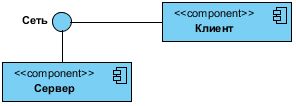 Сеть
<<component>>
Клиент
<<component>>
Сервер